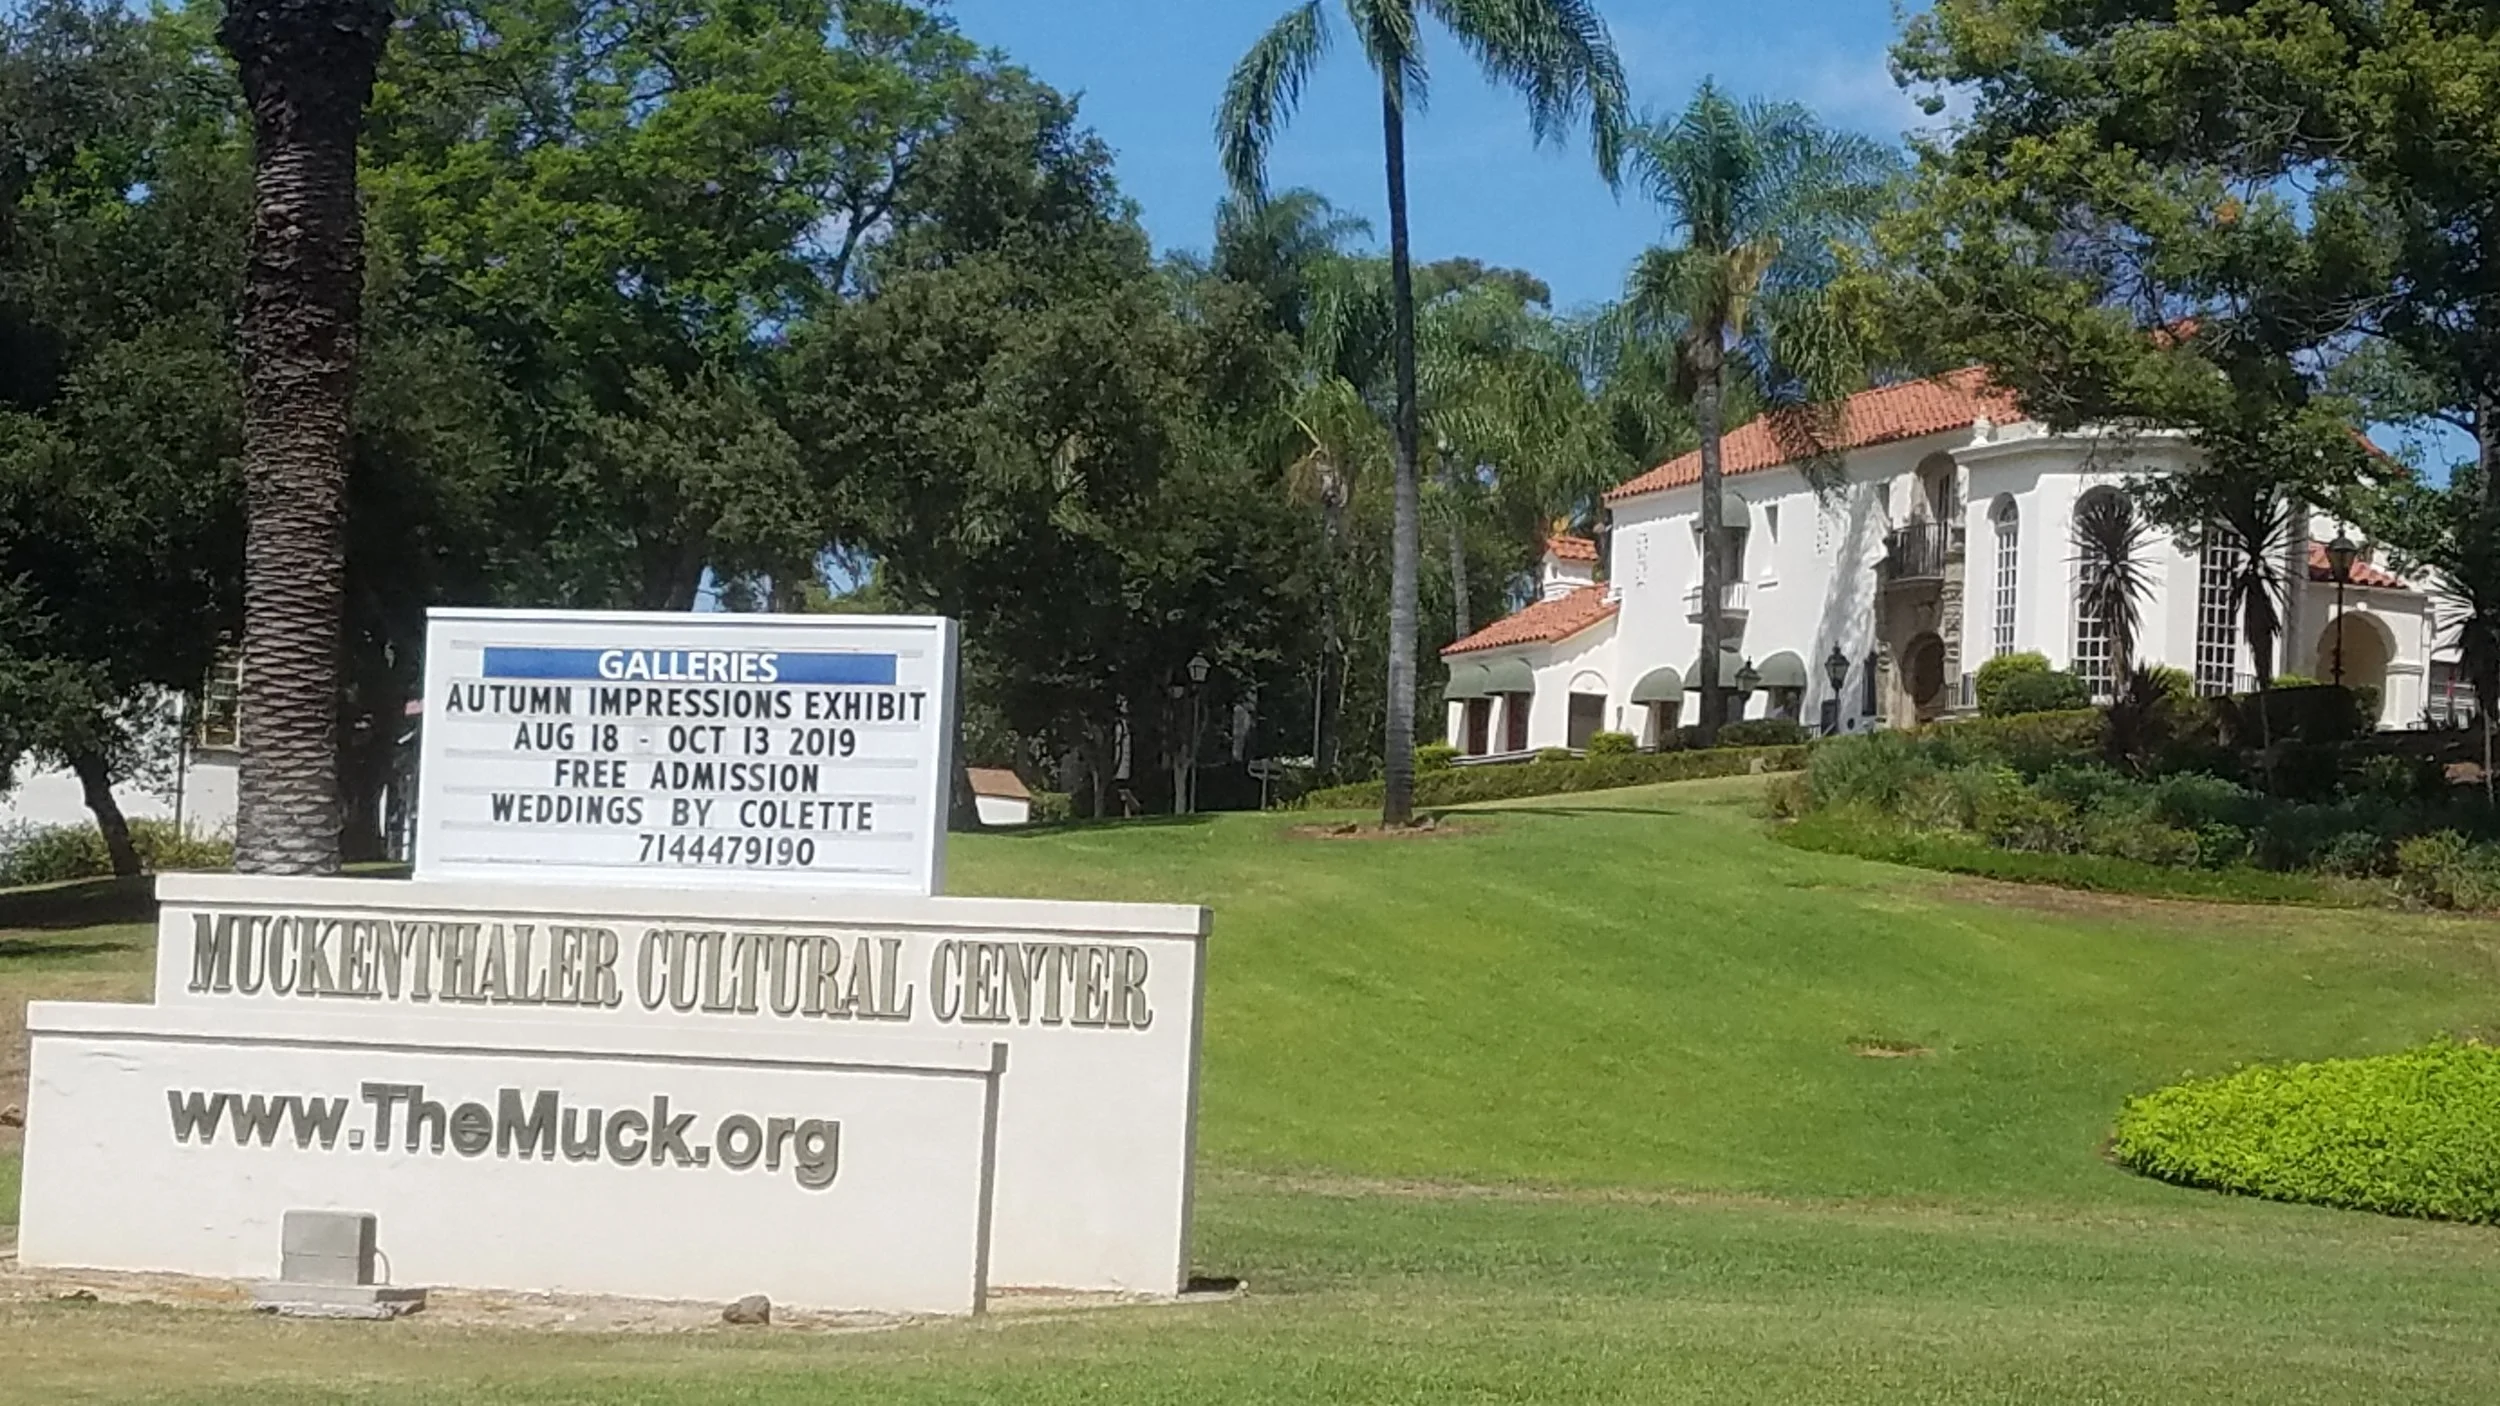 GALLERIES
AUTUMN IMPRESSIONS EXHIBIT
AUG 18 - OCT 13 2019
FREE ADMISSION
WEDDINGS BY COLETTE
7144479190
MUCKENTHALER CULTURAL CENTER
www.TheMuck.org